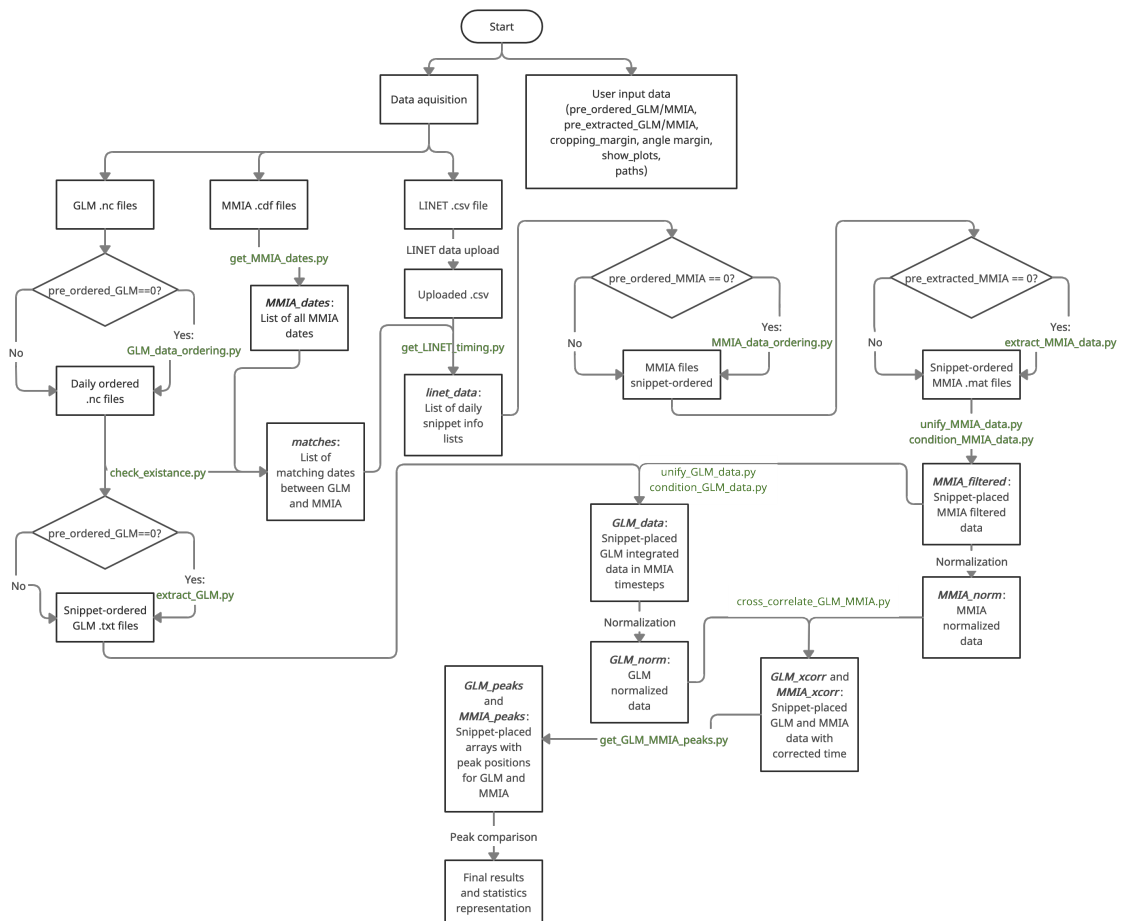 Start
Data aquisition
User input data
(pre_ordered_GLM/MMIA,
pre_extracted_GLM/MMIA,
cropping_margin, angle margin,
show_plots,
paths)
GLM .nc files
MMIA .cdf files
LINET .csv file
get_MMIA_dates.py
LINET data upload
pre_ordered_GLM==0?
MMIA_dates:
List of all MMIA
dates
Uploaded .csv
pre_ordered_MMIA == 0?
pre_extracted_MMIA == 0?
No
Yes:
GLM_data_ordering.py
get_LINET_timing.py
No
Yes:
MMIA_data_ordering.py
No
Yes:
extract_MMIA_data.py
Daily ordered
.nc files
linet_data:
List of daily
snippet info
lists
MMIA files
snippet-ordered
Snippet-ordered
MMIA .mat files
unify_MMIA_data.py
condition_MMIA_data.py
check_existance.py
matches:
List of
matching dates
between GLM
and MMIA
unify_GLM_data.py
condition_GLM_data.py
MMIA_filtered:
Snippet-placed
MMIA filtered
data
pre_ordered_GLM==0?
GLM_data:
Snippet-placed
GLM integrated
data in MMIA
timesteps
Normalization
No
Yes:
extract_GLM.py
Snippet-ordered
GLM .txt files
Normalization
cross_correlate_GLM_MMIA.py
MMIA_norm:
MMIA
normalized
data
GLM_norm:
GLM
normalized
data
GLM_xcorr and
MMIA_xcorr:
Snippet-placed
GLM and MMIA
data with
corrected time
GLM_peaks
and
MMIA_peaks:
Snippet-placed
arrays with
peak positions
for GLM and
MMIA
get_GLM_MMIA_peaks.py
Peak comparison
Final results
and statistics
representation